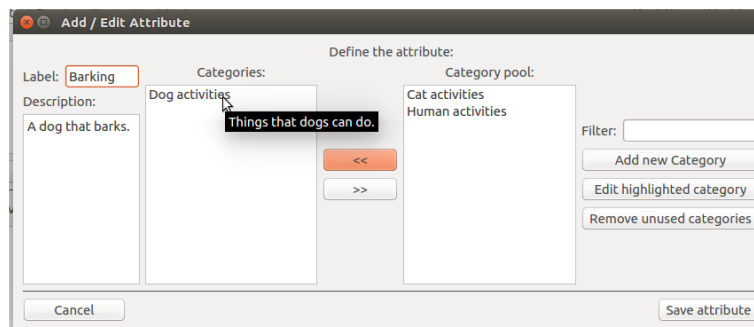 Add / Edit Attribute
Define the attribute:
Label: Barking
Categories:
Category pool:
Description:
A dog that barks.
Dog activities
Things that dogs can do.
Cat activities
Human activities
<<
>>
Filter:
Add new Category
Edit highlighted category
Remove unused categories
Cancel
Save attribute